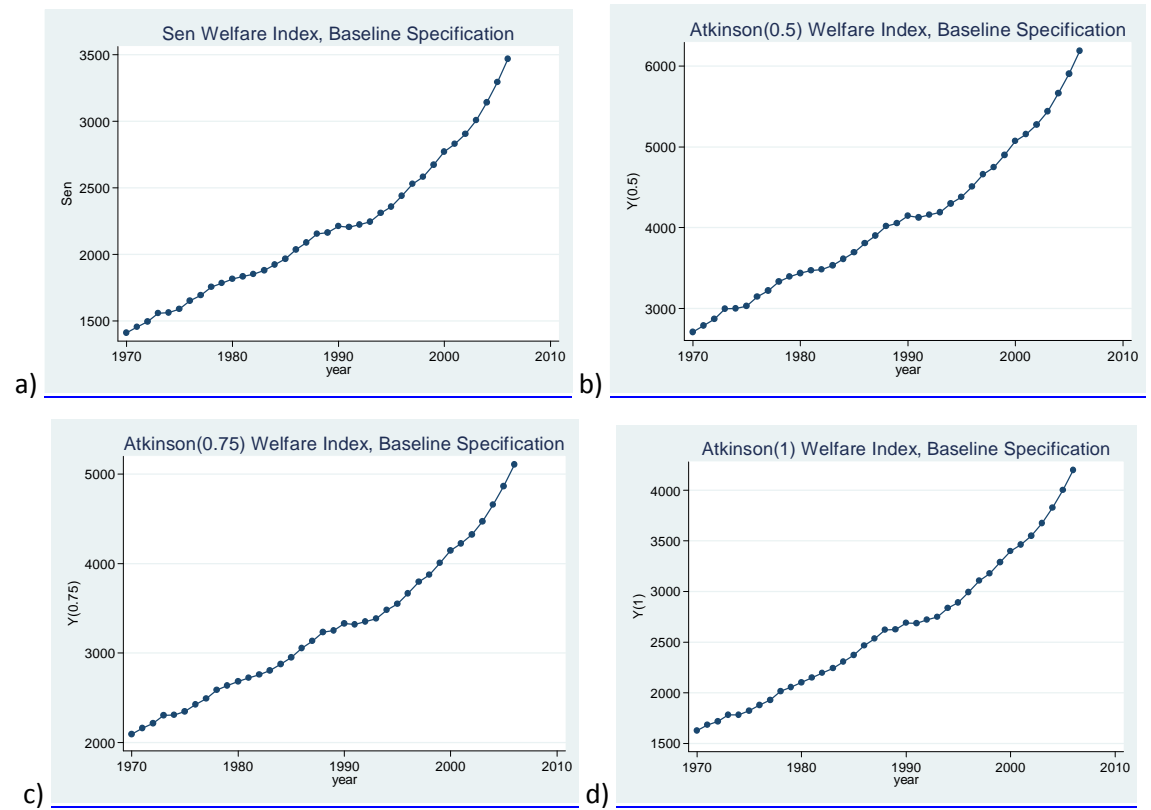 Sen Welfare Index, Baseline Specification
3500
3000
2500
2000
1500
Sen
1970
1980
1990
2000
2010
year
a)
Atkinson(0.5) Welfare Index, Baseline Specification
6000
5000
4000
3000
Y(0.5)
1970
1980
1990
2000
2010
year
b)
Atkinson(0.75) Welfare Index, Baseline Specification
5000
4000
3000
2000
Y(0.75)
1970
1980
1990
2000
2010
year
c)
Atkinson(1) Welfare Index, Baseline Specification
4000
3500
3000
2500
2000
1500
Y(1)
1970
1980
1990
2000
2010
year
d)